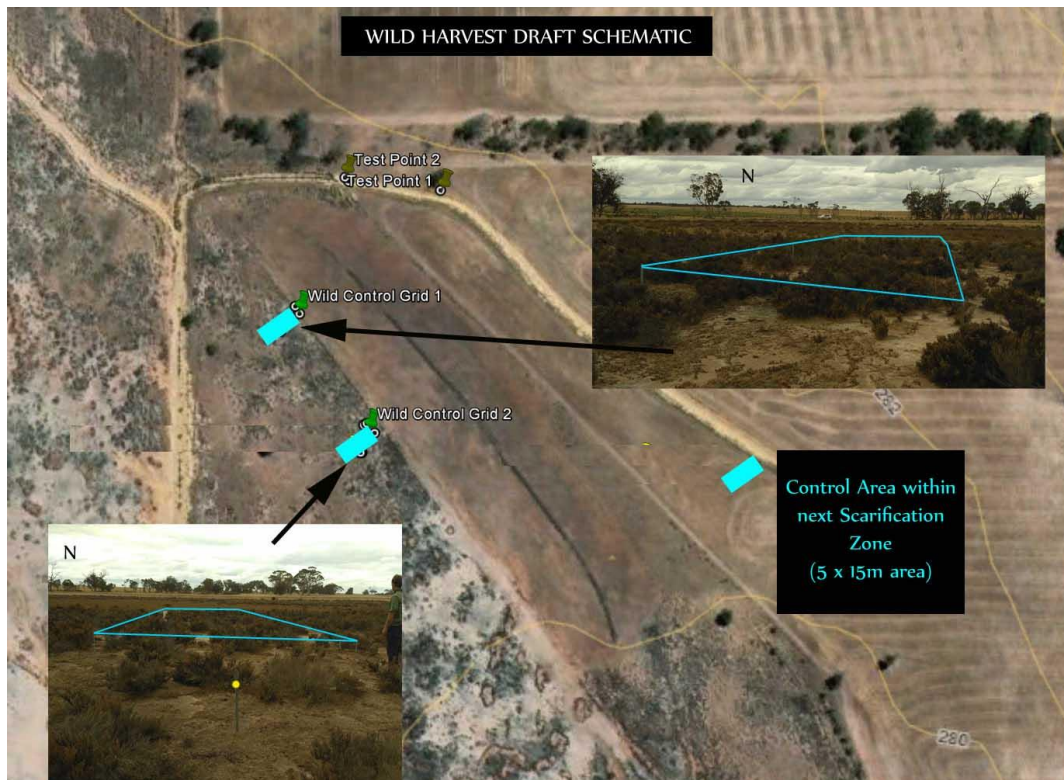 WILD HARVEST DRAFT SCHEMATIC
Test Point 2
Test Point 1
N
Wild Control Grid 1
Wild Control Grid 2
282
Control Area within
next Scarification
Zone
(5 x 15m area)
N
280